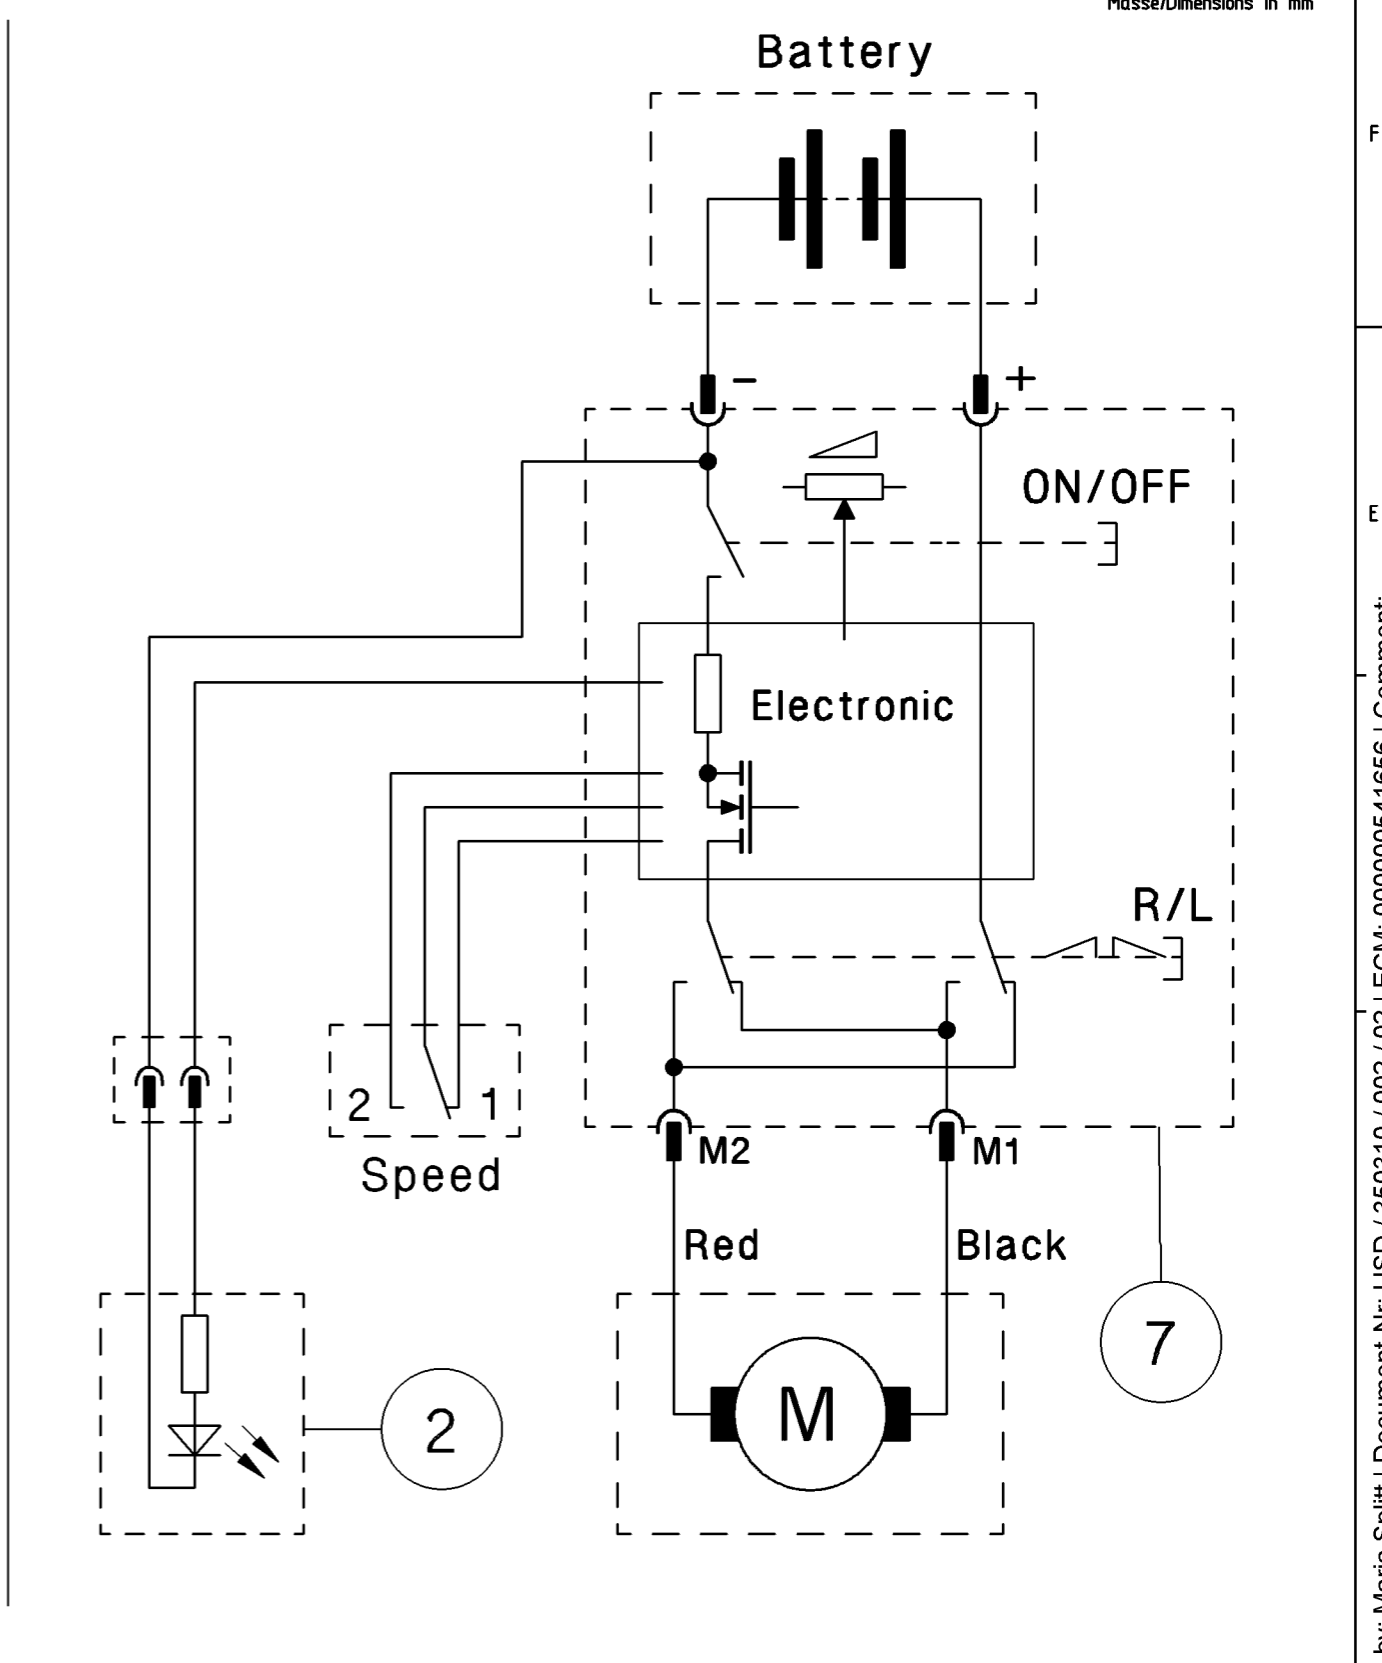 Masse/Dimensions in mm
Battery
F
-
+
ON/OFF
E
Electronic
R/L
2
1
M2
M1
Speed
Red
Black
7
M
2